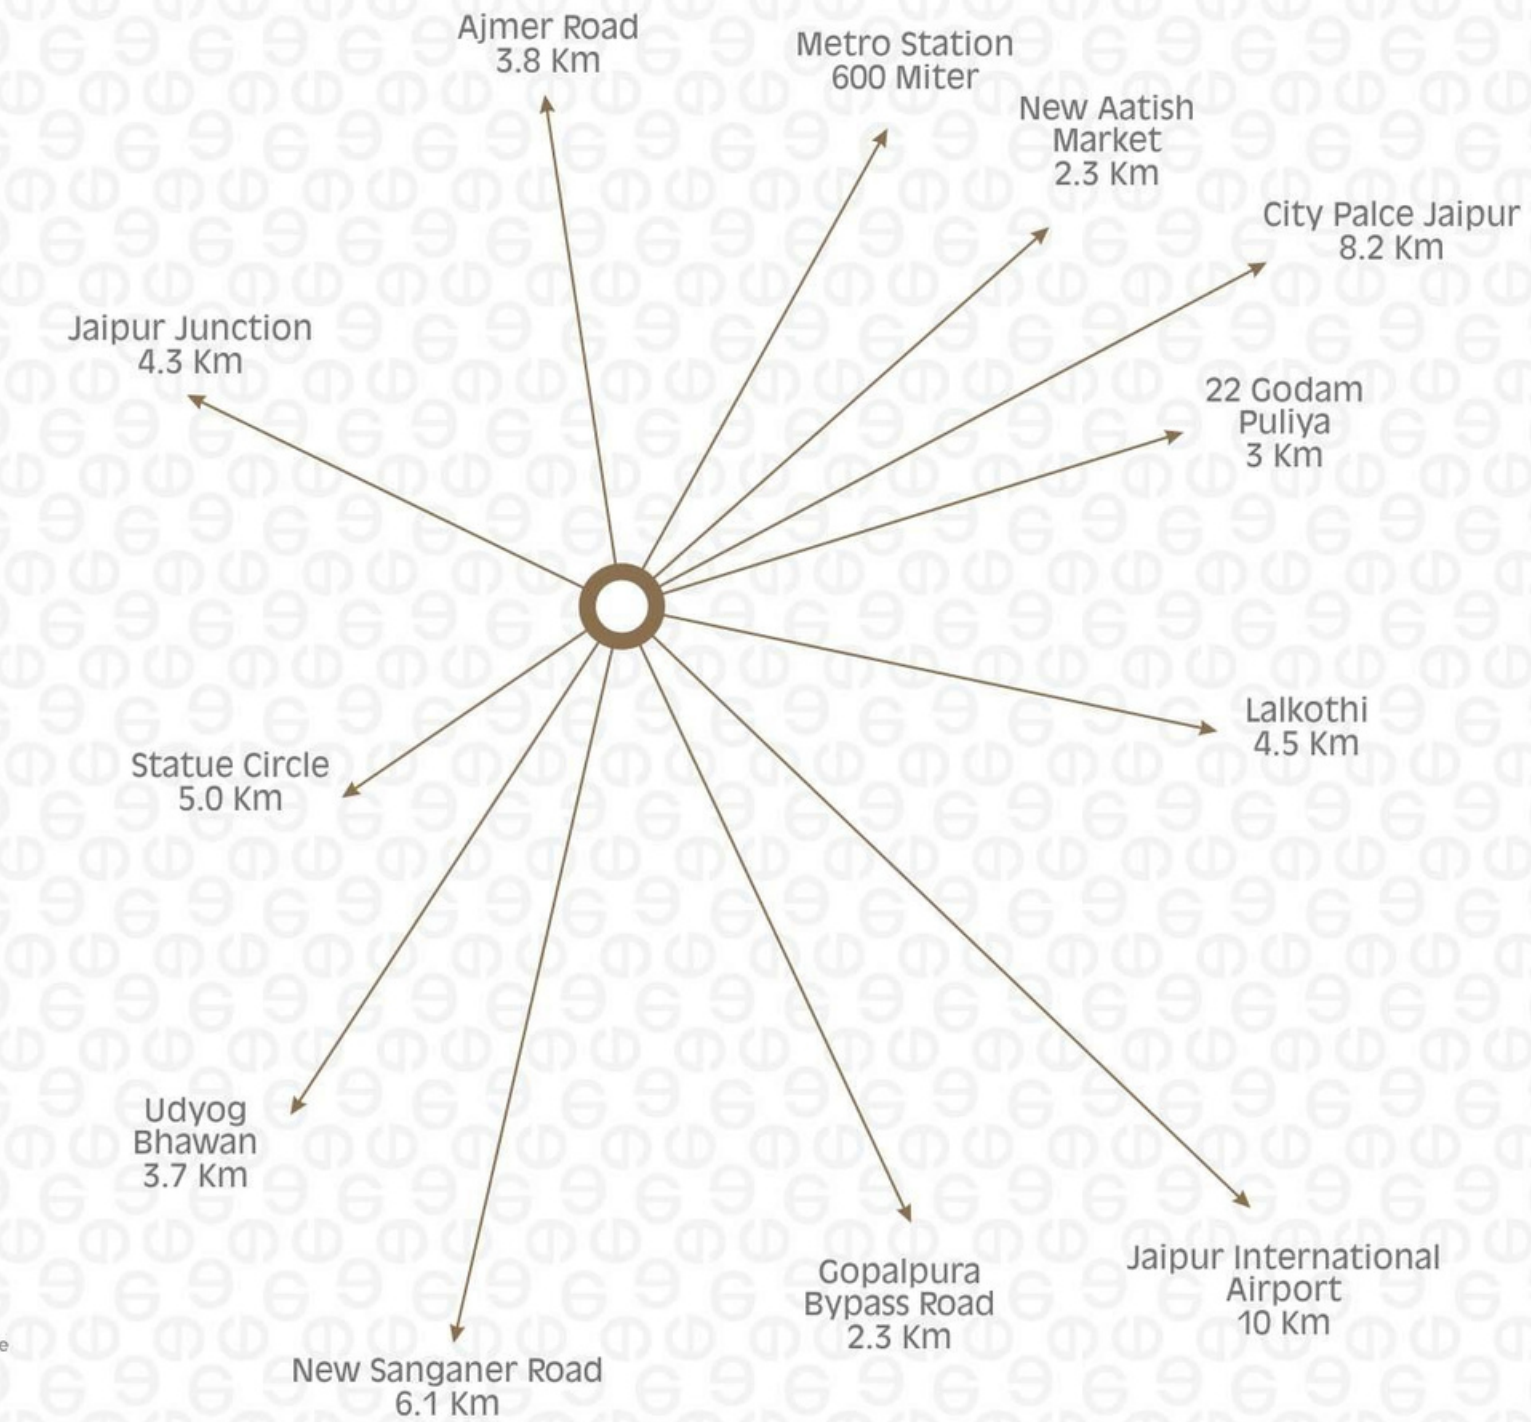 Ajmer Road
3.8 Km
Metro Station
600 Miter
New Aatish
Market
2.3 Km
City Palce Jaipur
8.2 Km
Jaipur Junction
4.3 Km
22 Godam
Puliya
3 Km
Lalkothi
4.5 Km
Statue Circle
5.0 Km
Udyog
Bhawan
3.7 Km
New Sanganer Road
6.1 Km
Gopalpura
Bypass Road
2.3 Km
Jaipur International
Airport
10 Km
e